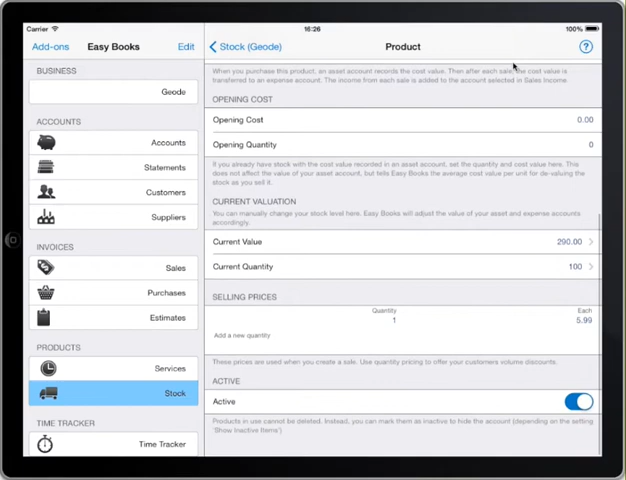 Carrier
16:26
100%
Add-ons
Easy Books
Edit
Stock (Geode)
Product
?
BUSINESS
Geode
ACCOUNTS
Accounts
Statements
Customers
Suppliers
INVOICES
Sales
Purchases
Estimates
PRODUCTS
Services
Stock
TIME TRACKER
Time Tracker
When you purchase this product, an asset account records the cost value. Then after each sale, the cost value is
transferred to an expense account. The income from each sale is added to the account selected in Sales Income.
OPENING COST
Opening Cost 0.00
Opening Quantity 0
If you already have stock with the cost value recorded in an asset account, set the quantity and cost value here. This
does not affect the value of your asset account, but tells Easy Books the average cost value per unit for de-valuing the
stock as you sell it.
CURRENT VALUATION
You can manually change your stock level here. Easy Books will adjust the value of your asset and expense accounts
accordingly.
Current Value 290.00
Current Quantity 100
SELLING PRICES
Quantity Each
1 5.99
Add a new quantity
These prices are used when you create a sale. Use quantity pricing to offer your customers volume discounts.
ACTIVE
Active
Products in use cannot be deleted. Instead, you can mark them as inactive to hide the account (depending on the setting
'Show Inactive Items')